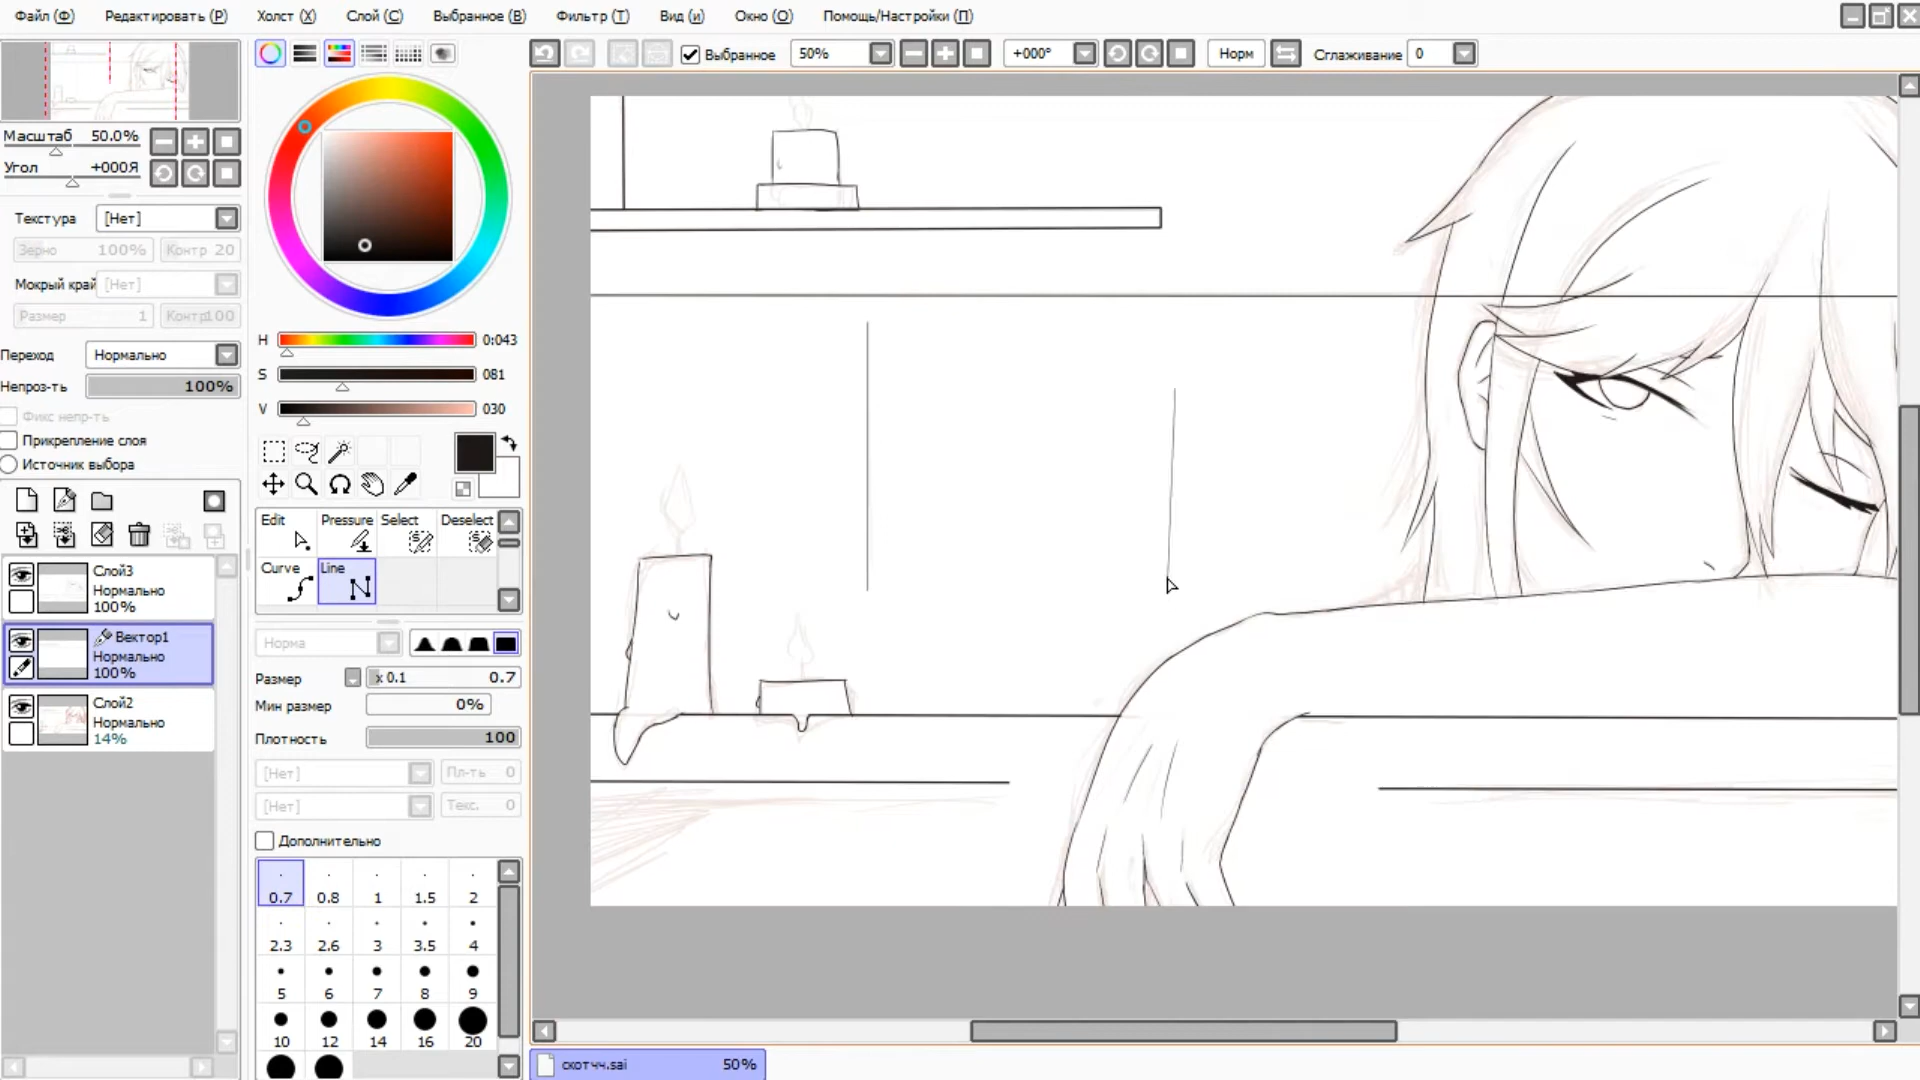 Файл (Ф) Редактировать (Р) Холст (Х) Слой (С) Выбранное (В) Фильтр (Т) Вид (и) Окно (О) Помощь/Настройки (П)
Выбранное 50% +000° Норм Сглаживание 0
Масштаб 50.0%
Угол +000Я
Текстура [Нет]
Зерно 100% Контр 20
Мокрый край [Нет]
Размер 1 Контр100
Переход Нормально
Непроз-ть 100%
Фикс непр-ть
Прикрепление слоя
Источник выбора
Слой3
Нормально
100%
Вектор1
Нормально
100%
Слой2
Нормально
14%
H 0:043
S 081
V 030
Edit Pressure Select Deselect
Curve Line
Норма
Размер x 0.1 0.7
Мин размер 0%
Плотность 100
[Нет] Пл-ть 0
[Нет] Текс. 0
Дополнительно
0.7 0.8 1 1.5 2
2.3 2.6 3 3.5 4
5 6 7 8 9
10 12 14 16 20
скотчч.sai 50%